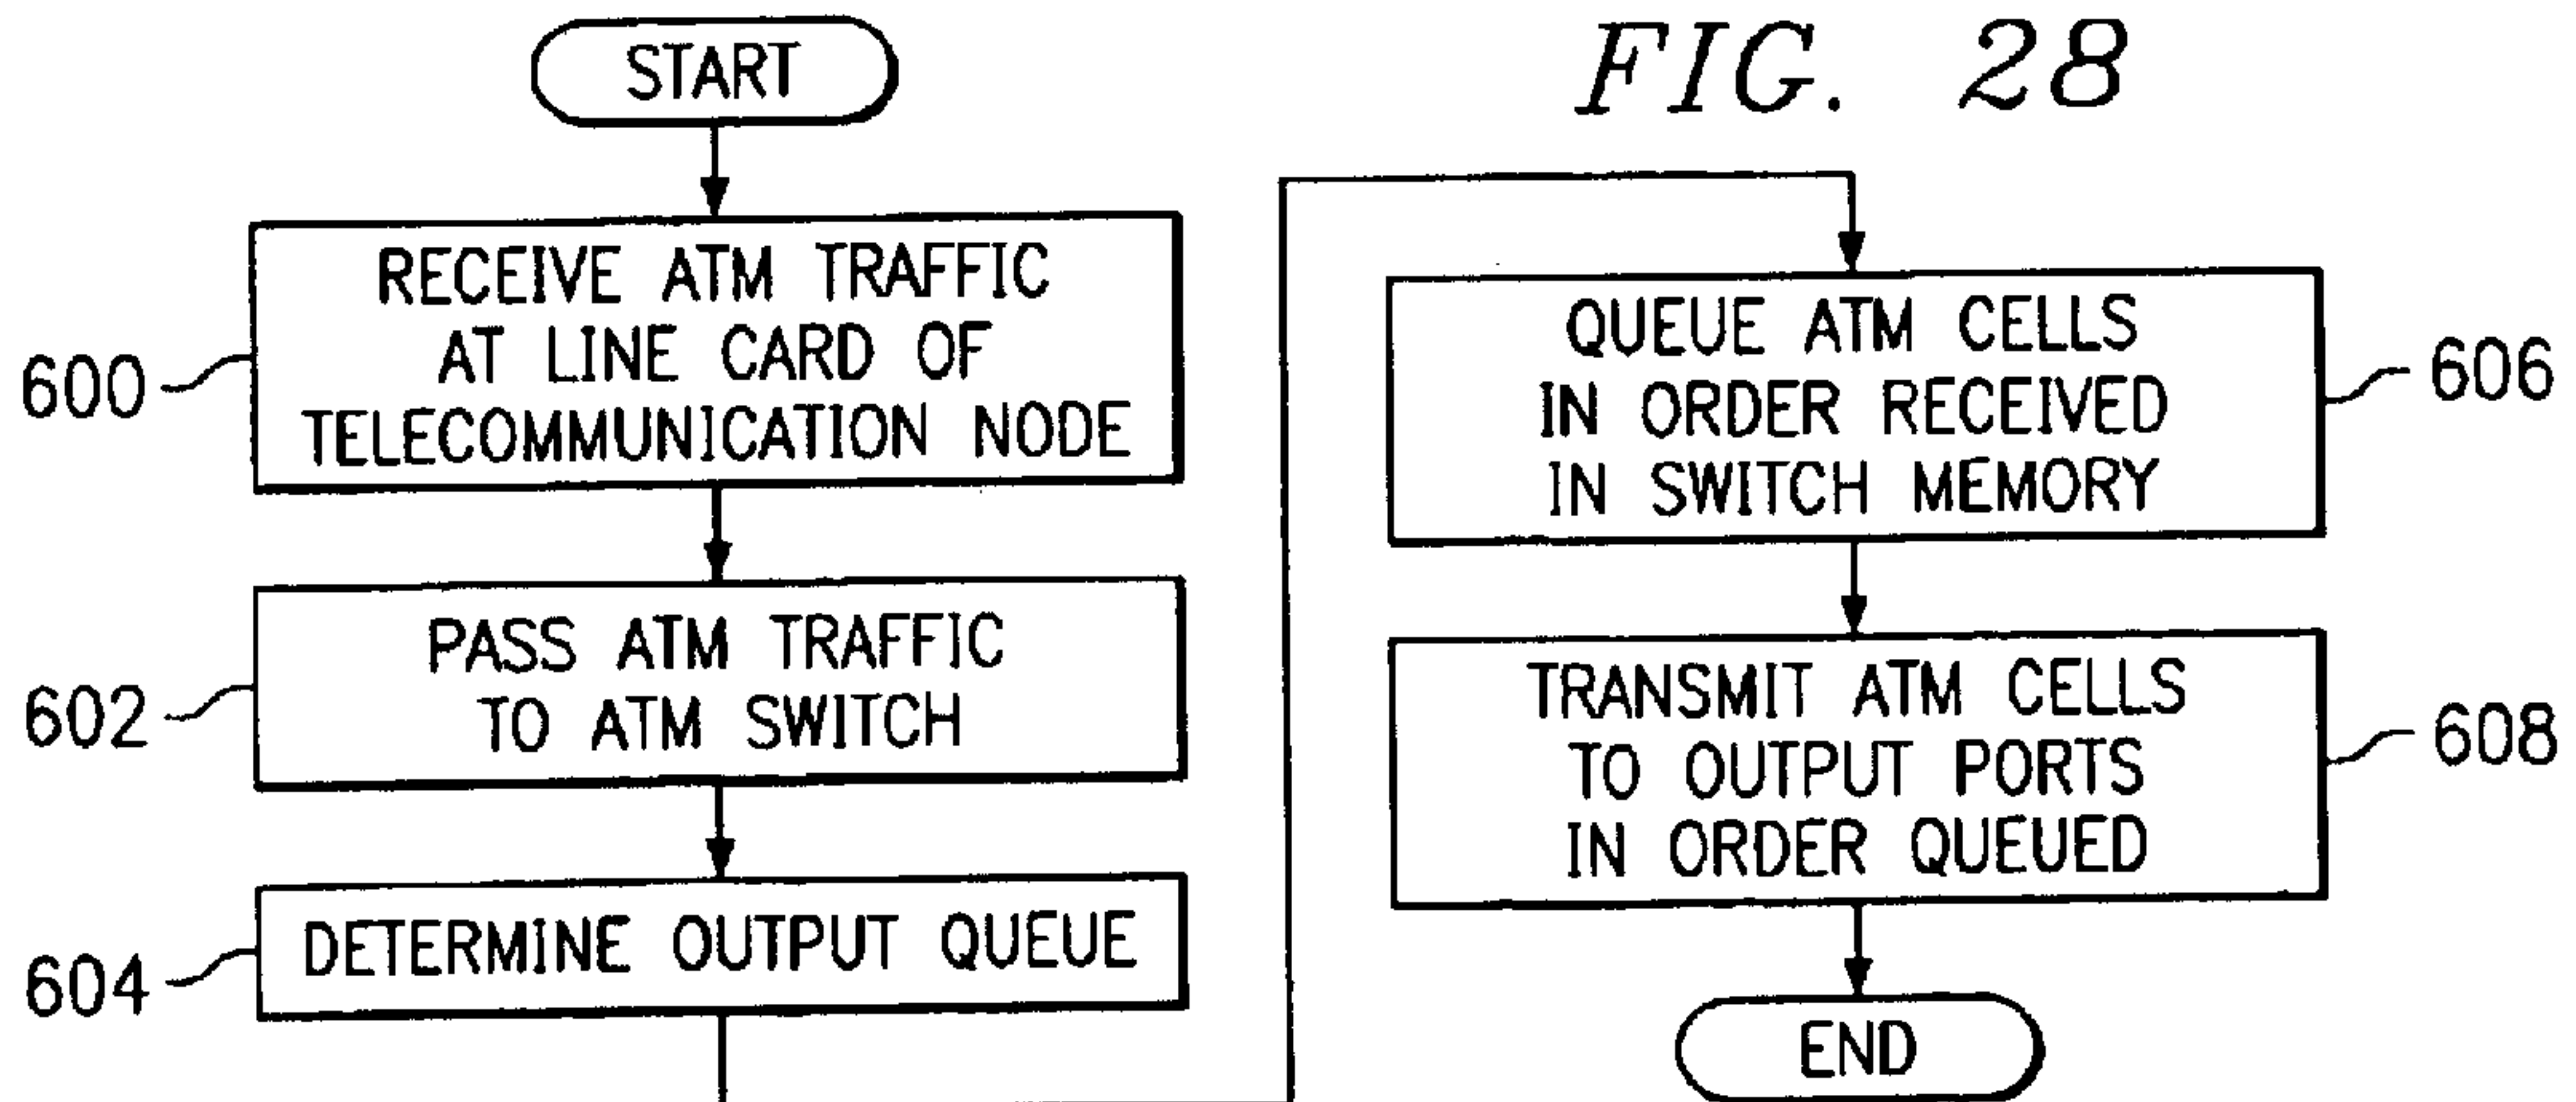 FIG. 28
START
600
RECEIVE ATM TRAFFIC
AT LINE CARD OF
TELECOMMUNICATION NODE
602
PASS ATM TRAFFIC
TO ATM SWITCH
604
DETERMINE OUTPUT QUEUE
QUEUE ATM CELLS
IN ORDER RECEIVED
IN SWITCH MEMORY
606
TRANSMIT ATM CELLS
TO OUTPUT PORTS
IN ORDER QUEUED
608
END